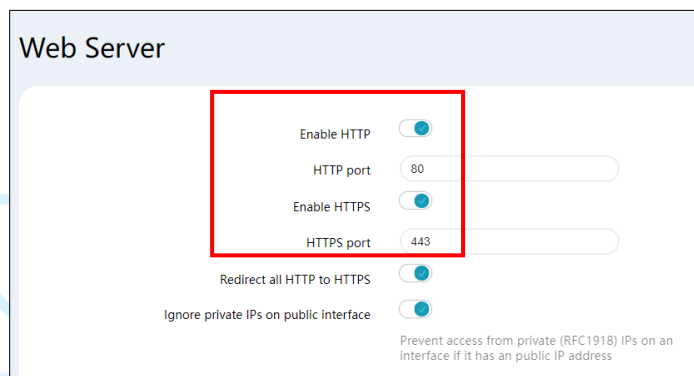 Web Server
Enable HTTP
HTTP port 80
Enable HTTPS
HTTPS port 443
Redirect all HTTP to HTTPS
Ignore private IPs on public interface
Prevent access from private (RFC1918) IPs on an
interface if it has an public IP address